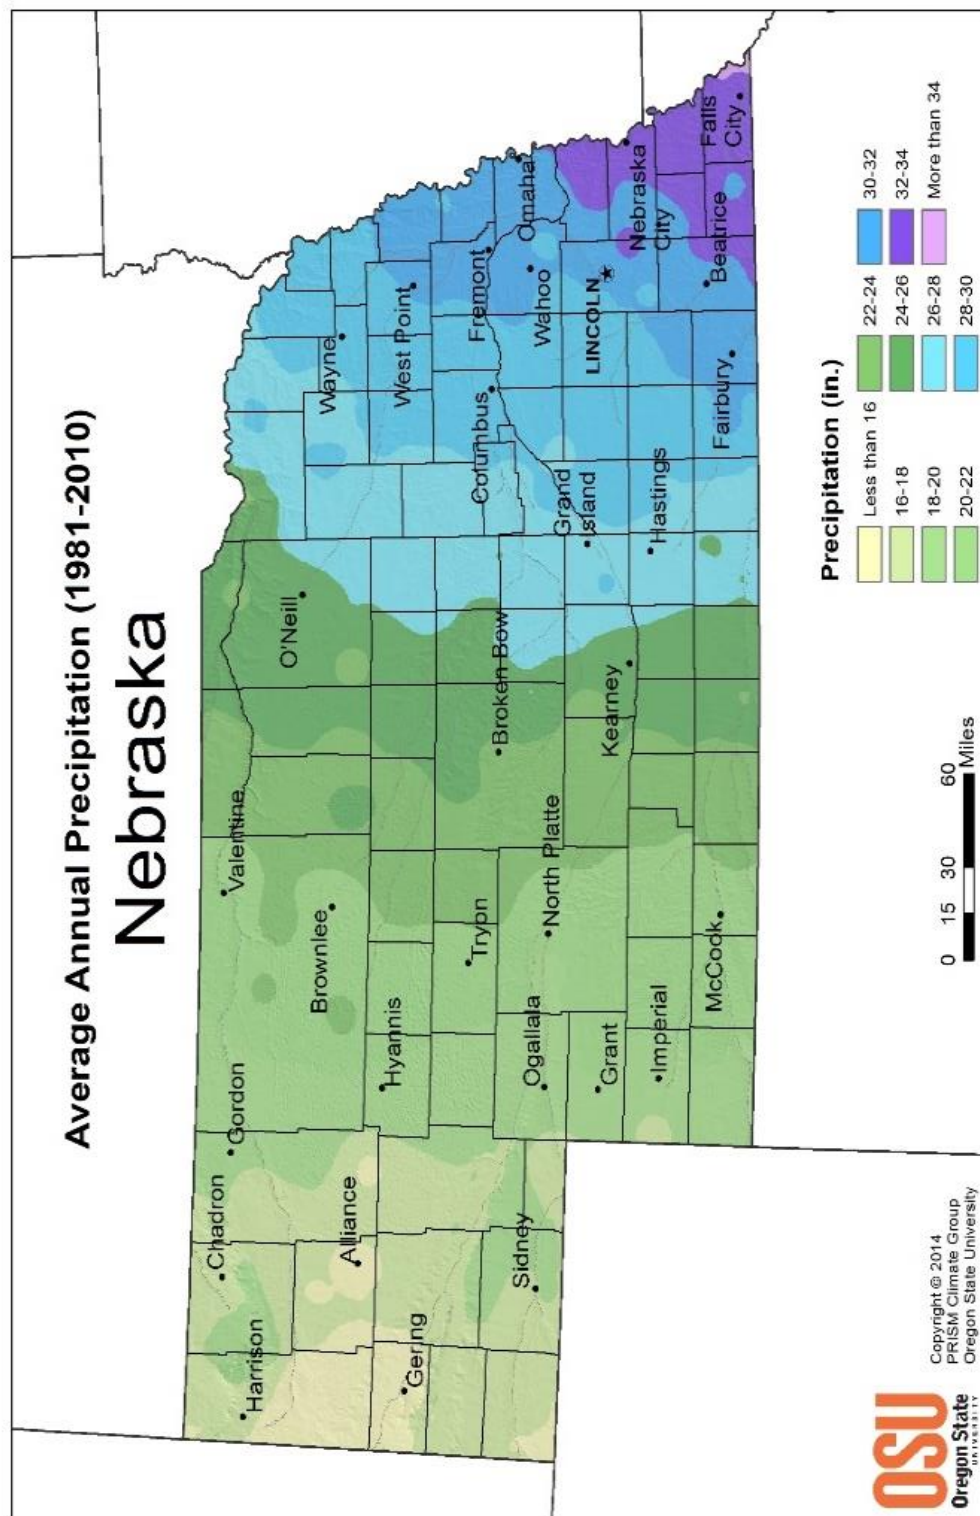 Average Annual Precipitation (1981-2010)
Nebraska
Chadron
Gordon
Valentine
Harrison
O'Neill
Brownlee
Alliance
Wayne
Hyannis
West Point
Gering
Tryon
Broken Bow
Columbus
Fremont
Omaha
Sidney
Ogallala
North Platte
Grand
Island
Wahoo
Grant
Kearney
LINCOLN
Nebraska
City
Imperial
Hastings
McCook
Fairbury
Beatrice
Falls
City
Precipitation (in.)
Less than 16
16-18
18-20
20-22
22-24
24-26
26-28
28-30
30-32
32-34
More than 34
0 15 30 60
Miles
OSU
Oregon State
UNIVERSITY
Copyright © 2014
PRISM Climate Group
Oregon State University